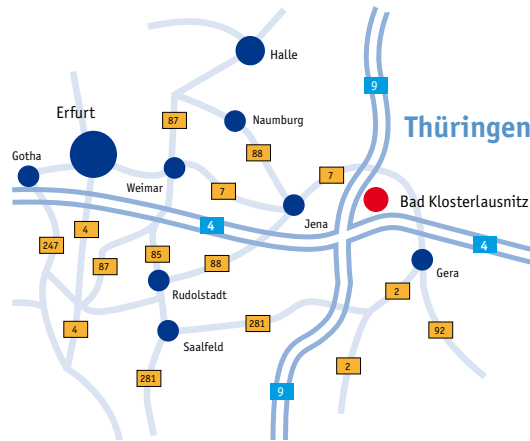 Halle
9
Erfurt
Naumburg
87
Thüringen
88
Gotha
Weimar
7
7
Bad Klosterlausnitz
Jena
4
4
4
247
87
85
88
Gera
Rudolstadt
2
4
281
92
Saalfeld
2
281
9